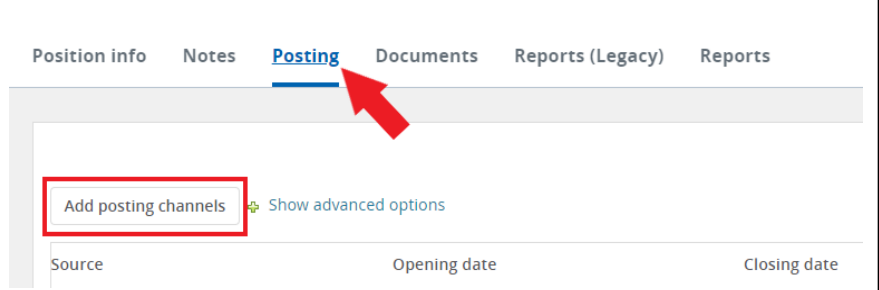 Position info Notes Posting Documents Reports (Legacy) Reports
Add posting channels Show advanced options
Source Opening date Closing date